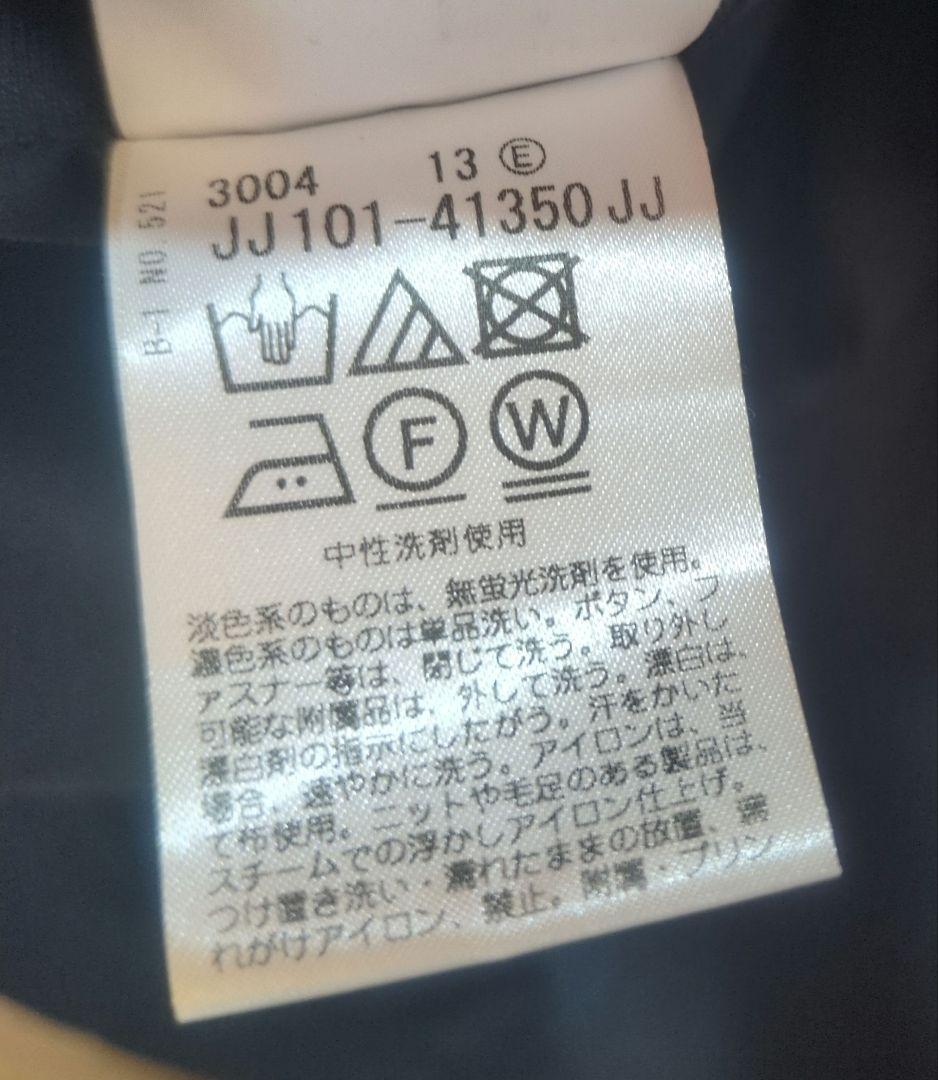 3004 13 Ⓔ
JJ101-41350JJ
B-1 NO.521
F W
中性洗剤使用
淡色系のものは、無蛍光洗剤を使用。
濃色系のものは単品洗い。ボタン、フ
ァスナー等は、閉じて洗う。取り外し
可能な附属品は、外して洗う。漂白は、
漂白剤の指示にしたがう。汗をかいた
場合、速やかに洗う。アイロンは、当
て布使用。ニットや毛足のある製品は、
スチームでの浮かしアイロン仕上げ。
つけ置き洗い・濡れたままの放置、濡
れがけアイロン、禁止。附属・プリン